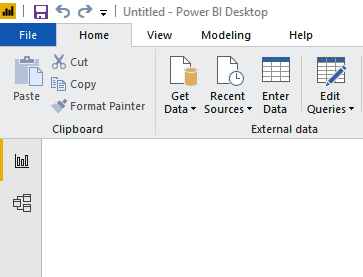 Untitled - Power BI Desktop
File Home View Modeling Help
Paste
Cut
Copy
Format Painter
Clipboard
Get Data
Recent Sources
Enter Data
Edit Queries
External data